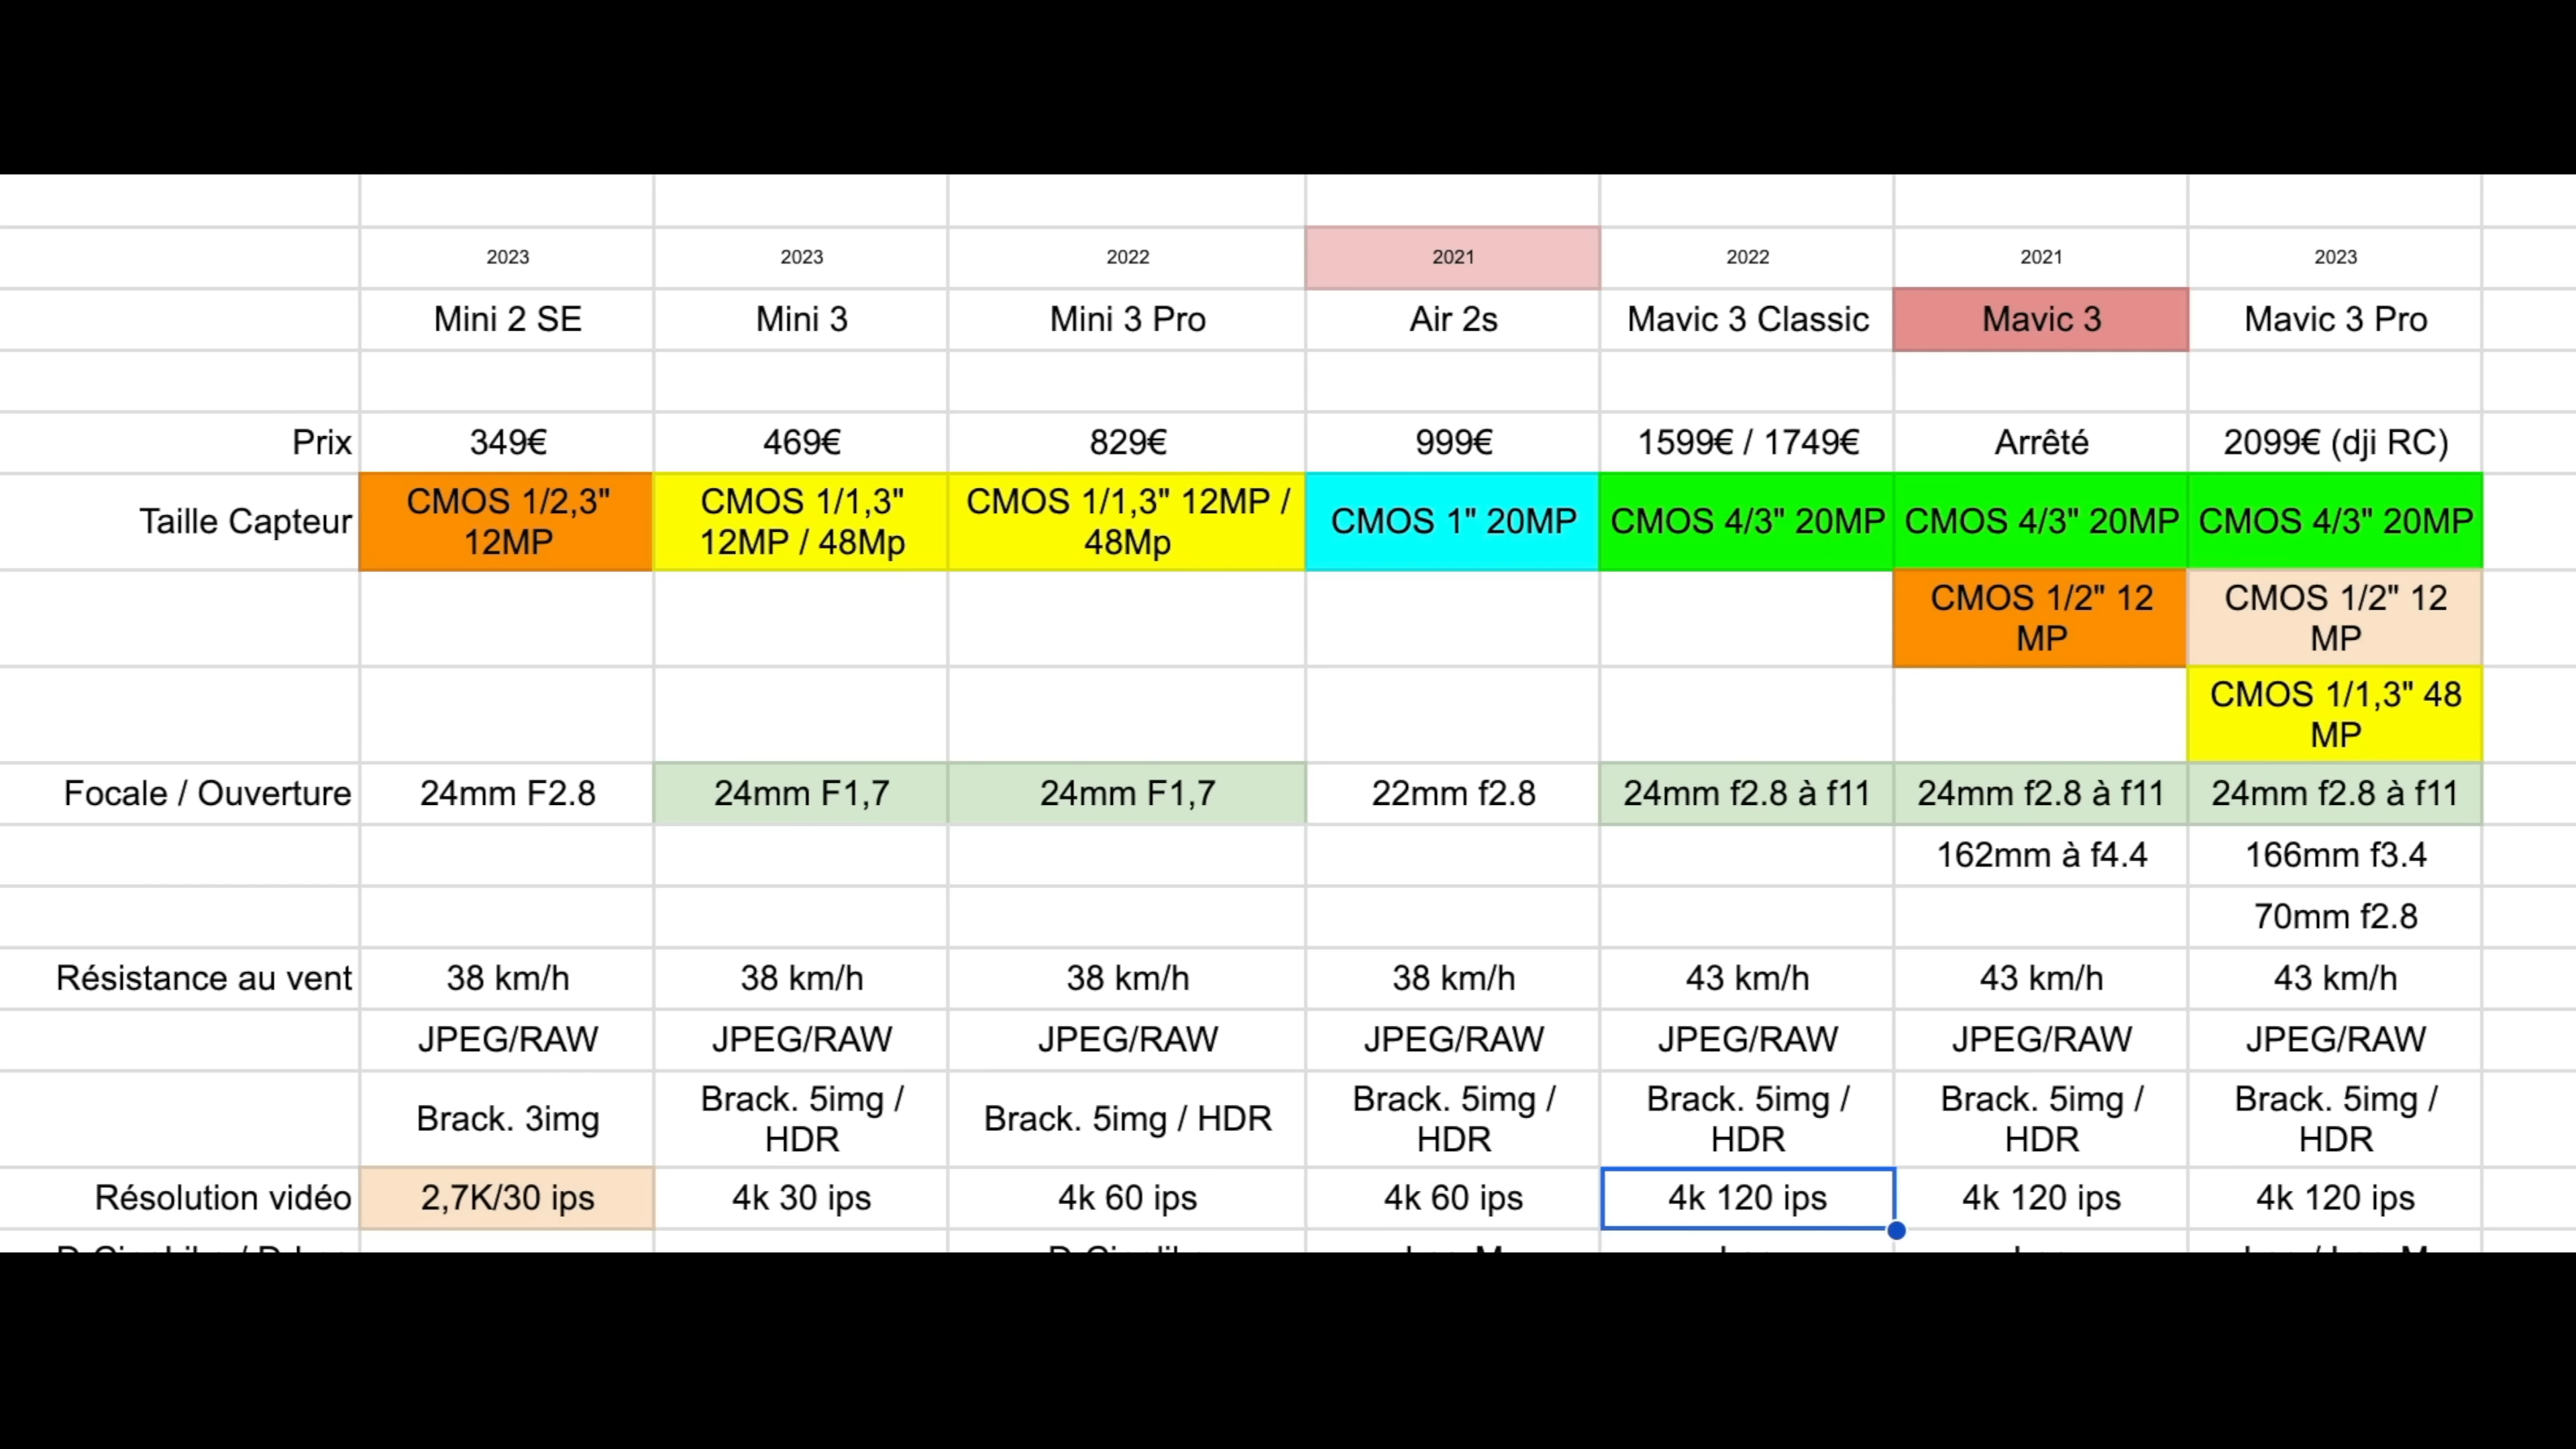 2023 2023 2022 2021 2022 2021 2023
Mini 2 SE Mini 3 Mini 3 Pro Air 2s Mavic 3 Classic Mavic 3 Mavic 3 Pro
Prix 349€ 469€ 829€ 999€ 1599€ / 1749€ Arrêté 2099€ (dji RC)
Taille Capteur CMOS 1/2,3" 12MP CMOS 1/1,3" 12MP / 48Mp CMOS 1/1,3" 12MP / 48Mp CMOS 1" 20MP CMOS 4/3" 20MP CMOS 4/3" 20MP CMOS 4/3" 20MP
CMOS 1/2" 12 MP CMOS 1/2" 12 MP
CMOS 1/1,3" 48 MP
Focale / Ouverture 24mm F2.8 24mm F1,7 24mm F1,7 22mm f2.8 24mm f2.8 à f11 24mm f2.8 à f11 24mm f2.8 à f11
162mm à f4.4 166mm f3.4
70mm f2.8
Résistance au vent 38 km/h 38 km/h 38 km/h 38 km/h 43 km/h 43 km/h 43 km/h
JPEG/RAW JPEG/RAW JPEG/RAW JPEG/RAW JPEG/RAW JPEG/RAW JPEG/RAW
Brack. 3img Brack. 5img / HDR Brack. 5img / HDR Brack. 5img / HDR Brack. 5img / HDR Brack. 5img / HDR Brack. 5img / HDR
Résolution vidéo 2,7K/30 ips 4k 30 ips 4k 60 ips 4k 60 ips 4k 120 ips 4k 120 ips 4k 120 ips